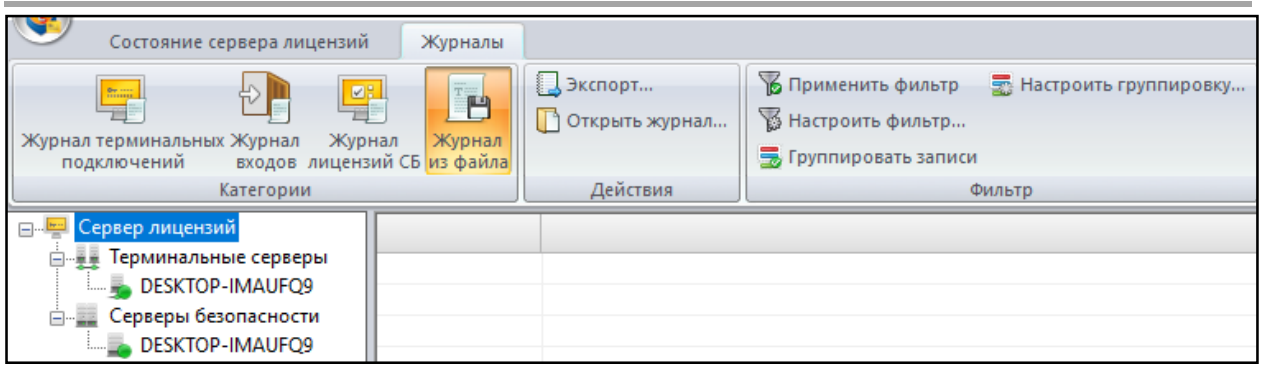 Состояние сервера лицензий Журналы
Журнал терминальных подключений
Журнал входов
Журнал лицензий СБ
Журнал из файла
Категории
Экспорт...
Открыть журнал...
Действия
Применить фильтр
Настроить группировку...
Настроить фильтр...
Группировать записи
Фильтр
Сервер лицензий
Терминальные серверы
DESKTOP-IMAUFQ9
Серверы безопасности
DESKTOP-IMAUFQ9